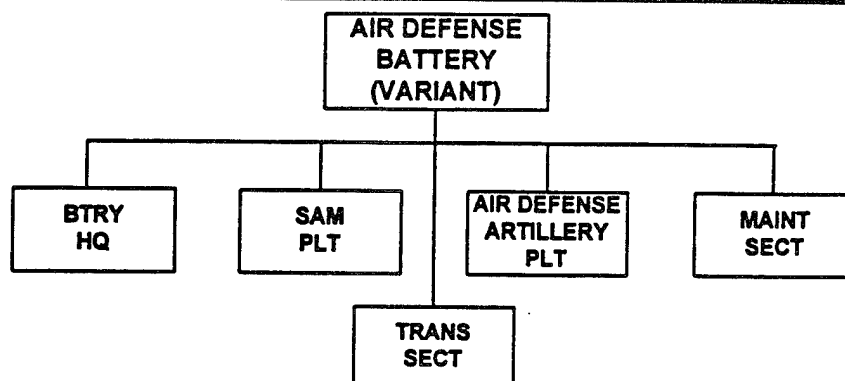 AIR DEFENSE
BATTERY
(VARIANT)
BTRY
HQ
SAM
PLT
AIR DEFENSE
ARTILLERY
PLT
MAINT
SECT
TRANS
SECT